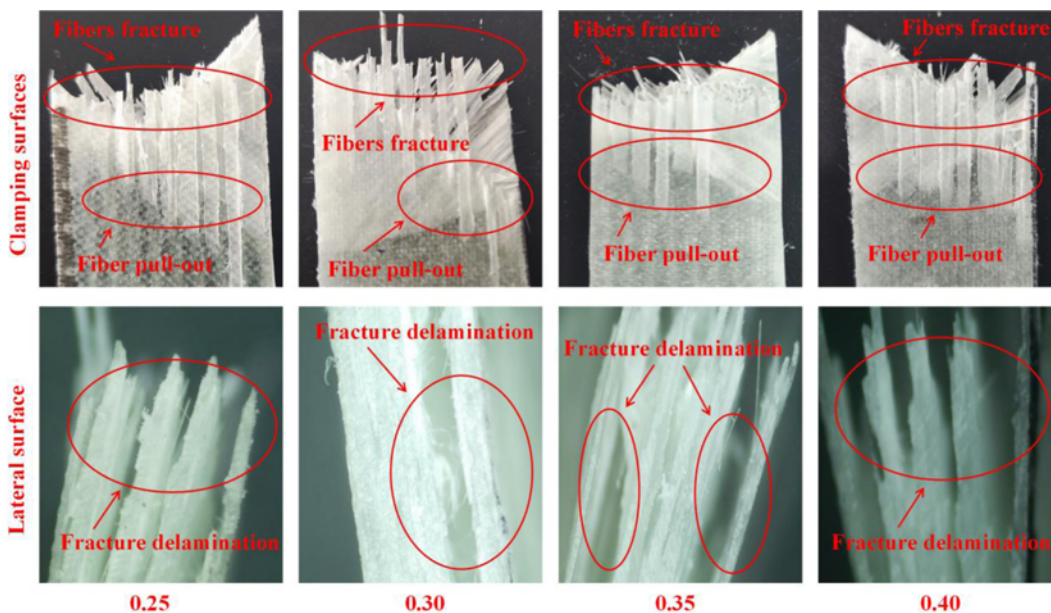 Clamping surfaces
Fibers fracture
Fiber pull-out
Fibers fracture
Fiber pull-out
Fibers fracture
Fiber pull-out
Fibers fracture
Fiber pull-out
Lateral surface
Fracture delamination
Fracture delamination
Fracture delamination
Fracture delamination
0.25
0.30
0.35
0.40